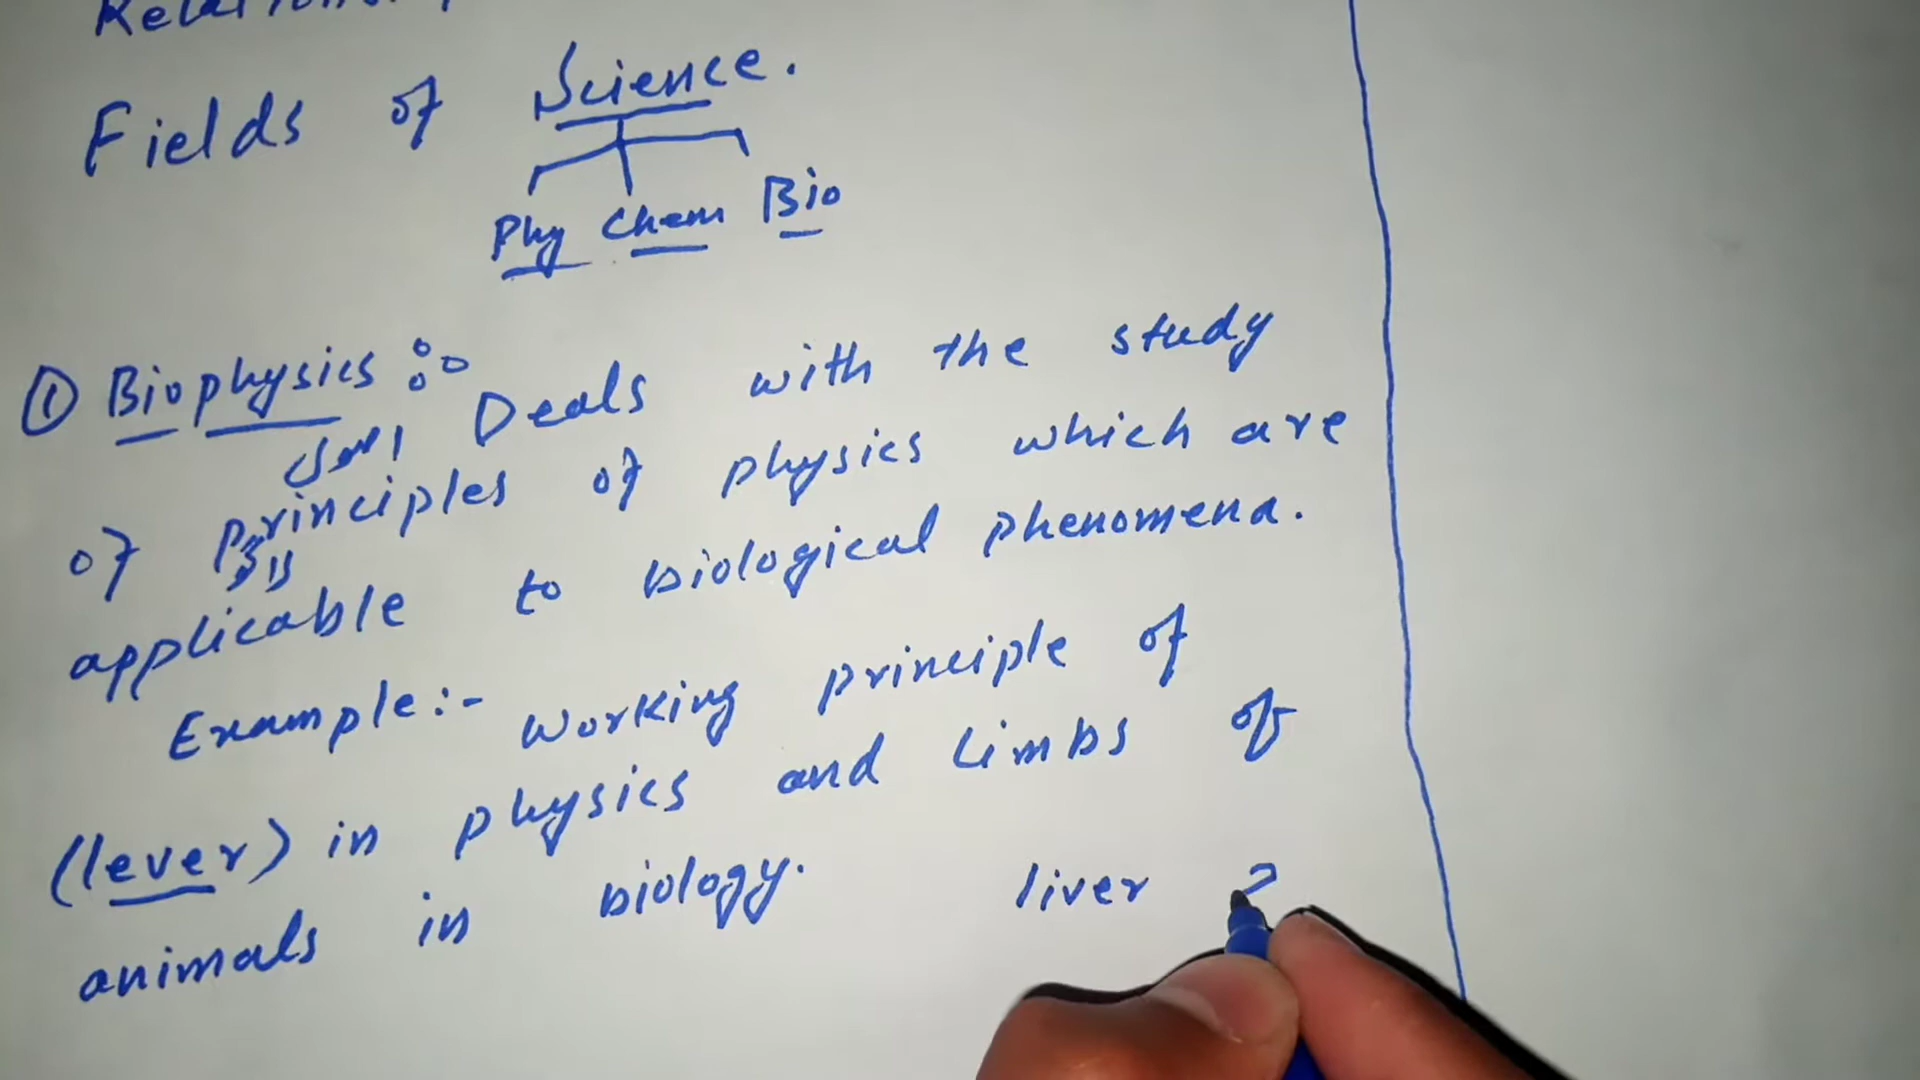 Fields of Science.
Phy Chem Bio
① Biophysics :- Deals with the study
of principles of physics which are
applicable to biological phenomena.
Example:- Working principle of
(lever) in physics and limbs of
animals in biology. liver